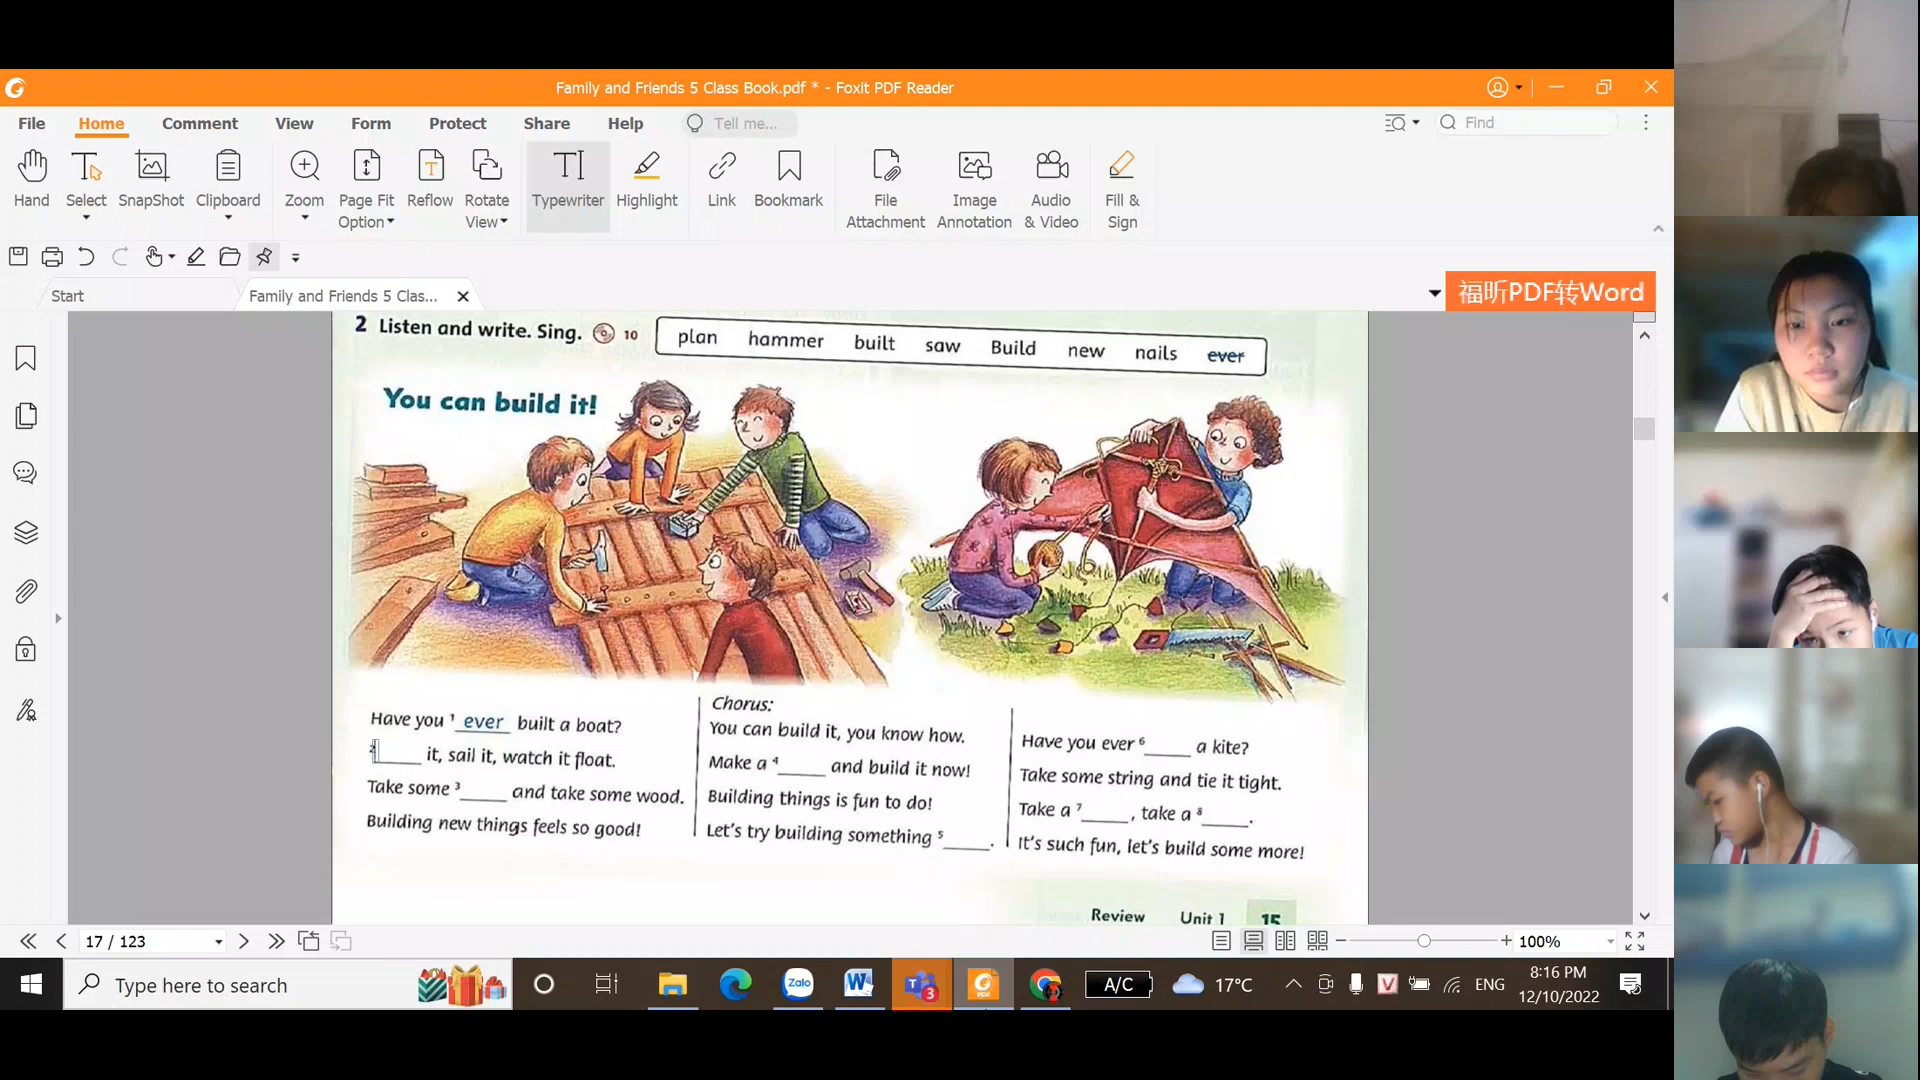 Family and Friends 5 Class Book.pdf * - Foxit PDF Reader
File Home Comment View Form Protect Share Help Tell me... Find
Hand Select SnapShot Clipboard Zoom Page Fit Option Reflow Rotate View Typewriter Highlight Link Bookmark File Attachment Image Annotation Audio & Video Fill & Sign
Start Family and Friends 5 Clas... 福昕PDF转Word
2 Listen and write. Sing. 10
plan hammer built saw Build new nails ever
You can build it!
Have you 1 ever built a boat?
2 _____ it, sail it, watch it float.
Take some 3 _____ and take some wood.
Building new things feels so good!
Chorus:
You can build it, you know how.
Make a 4 _____ and build it now!
Building things is fun to do!
Let's try building something 5 _____.
Have you ever 6 _____ a kite?
Take some string and tie it tight.
Take a 7 _____, take a 8 _____.
It's such fun, let's build some more!
Review Unit 1 15
17 / 123 100%
Type here to search Zalo 3 A/C 17°C ENG 8:16 PM
12/10/2022